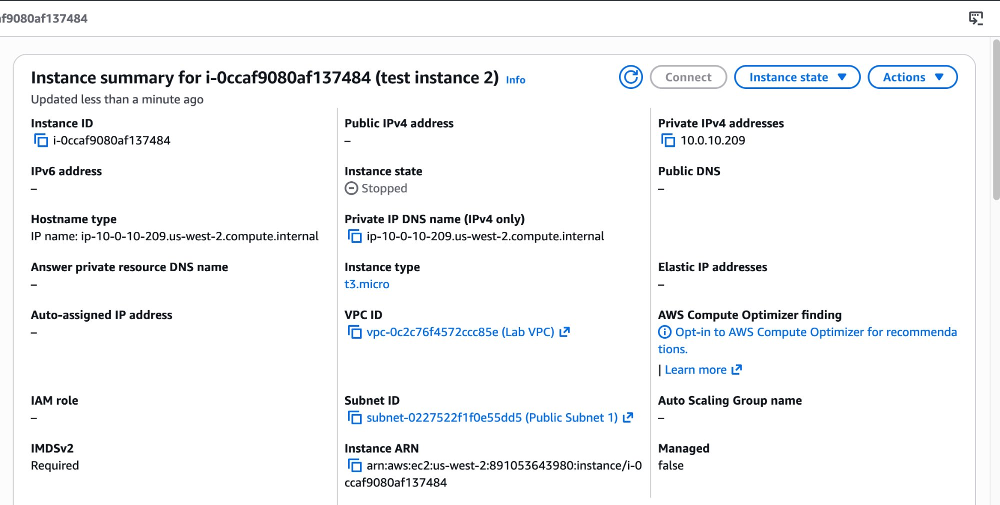 f9080af137484
Instance summary for i-0ccaf9080af137484 (test instance 2) Info
Connect
Instance state
Actions
Updated less than a minute ago
Instance ID
i-0ccaf9080af137484
Public IPv4 address
–
Private IPv4 addresses
10.0.10.209
IPv6 address
–
Instance state
Stopped
Public DNS
–
Hostname type
IP name: ip-10-0-10-209.us-west-2.compute.internal
Private IP DNS name (IPv4 only)
ip-10-0-10-209.us-west-2.compute.internal
Answer private resource DNS name
–
Instance type
t3.micro
Elastic IP addresses
–
Auto-assigned IP address
–
VPC ID
vpc-0c2c76f4572ccc85e (Lab VPC)
AWS Compute Optimizer finding
Opt-in to AWS Compute Optimizer for recommenda
tions.
| Learn more
IAM role
–
Subnet ID
subnet-0227522f1f0e55dd5 (Public Subnet 1)
Auto Scaling Group name
–
IMDSv2
Required
Instance ARN
arn:aws:ec2:us-west-2:891053643980:instance/i-0
ccaf9080af137484
Managed
false